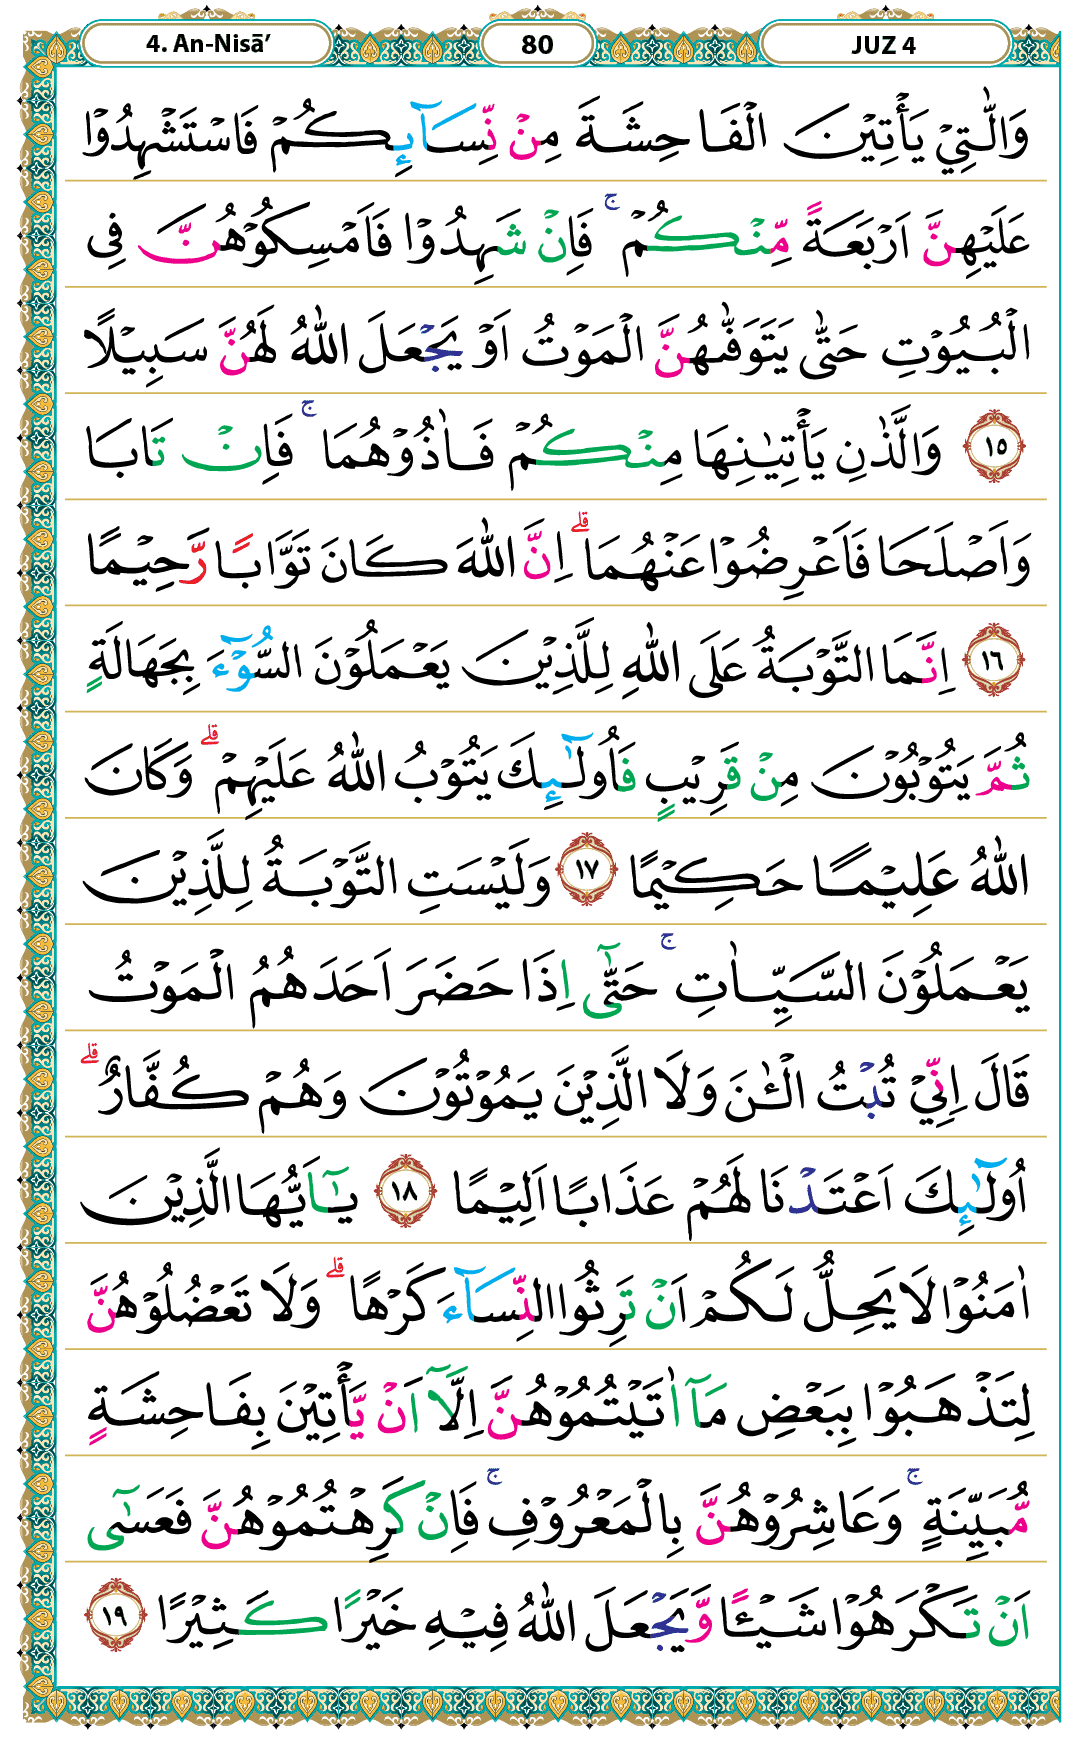 4. An-Nisā’
80
JUZ 4
وَالّٰتِيْ يَأْتِيْنَ الْفَاحِشَةَ مِنْ نِّسَاۤىِٕكُمْ فَاسْتَشْهِدُوْا
عَلَيْهِنَّ اَرْبَعَةً مِّنْكُمْ ۚ فَاِنْ شَهِدُوْا فَاَمْسِكُوْهُنَّ فِى
الْبُيُوْتِ حَتّٰى يَتَوَفّٰىهُنَّ الْمَوْتُ اَوْ يَجْعَلَ اللّٰهُ لَهُنَّ سَبِيْلًا
١٥ وَالَّذٰنِ يَأْتِيٰنِهَا مِنْكُمْ فَاٰذُوْهُمَا ۚ فَاِنْ تَابَا
وَاَصْلَحَا فَاَعْرِضُوْا عَنْهُمَا ۗ اِنَّ اللّٰهَ كَانَ تَوَّابًا رَّحِيْمًا
١٦ اِنَّمَا التَّوْبَةُ عَلَى اللّٰهِ لِلَّذِيْنَ يَعْمَلُوْنَ السُّوْۤءَ بِجَهَالَةٍ
ثُمَّ يَتُوْبُوْنَ مِنْ قَرِيْبٍ فَاُولٰۤىِٕكَ يَتُوْبُ اللّٰهُ عَلَيْهِمْ ۗ وَكَانَ
اللّٰهُ عَلِيْمًا حَكِيْمًا ١٧ وَلَيْسَتِ التَّوْبَةُ لِلَّذِيْنَ
يَعْمَلُوْنَ السَّيِّاٰتِ ۚ حَتّٰىٓ اِذَا حَضَرَ اَحَدَهُمُ الْمَوْتُ
قَالَ اِنِّيْ تُبْتُ الْـٰٔنَ وَلَا الَّذِيْنَ يَمُوْتُوْنَ وَهُمْ كُفَّارٌ ۗ
اُولٰۤىِٕكَ اَعْتَدْنَا لَهُمْ عَذَابًا اَلِيْمًا ١٨ يٰٓاَيُّهَا الَّذِيْنَ
اٰمَنُوْا لَا يَحِلُّ لَكُمْ اَنْ تَرِثُوا النِّسَاۤءَ كَرْهًا ۗ وَلَا تَعْضُلُوْهُنَّ
لِتَذْهَبُوْا بِبَعْضِ مَآ اٰتَيْتُمُوْهُنَّ اِلَّآ اَنْ يَّأْتِيْنَ بِفَاحِشَةٍ
مُّبَيِّنَةٍ ۚ وَعَاشِرُوْهُنَّ بِالْمَعْرُوْفِ ۚ فَاِنْ كَرِهْتُمُوْهُنَّ فَعَسٰىٓ
اَنْ تَكْرَهُوْا شَيْـًٔا وَّيَجْعَلَ اللّٰهُ فِيْهِ خَيْرًا كَثِيْرًا ١٩